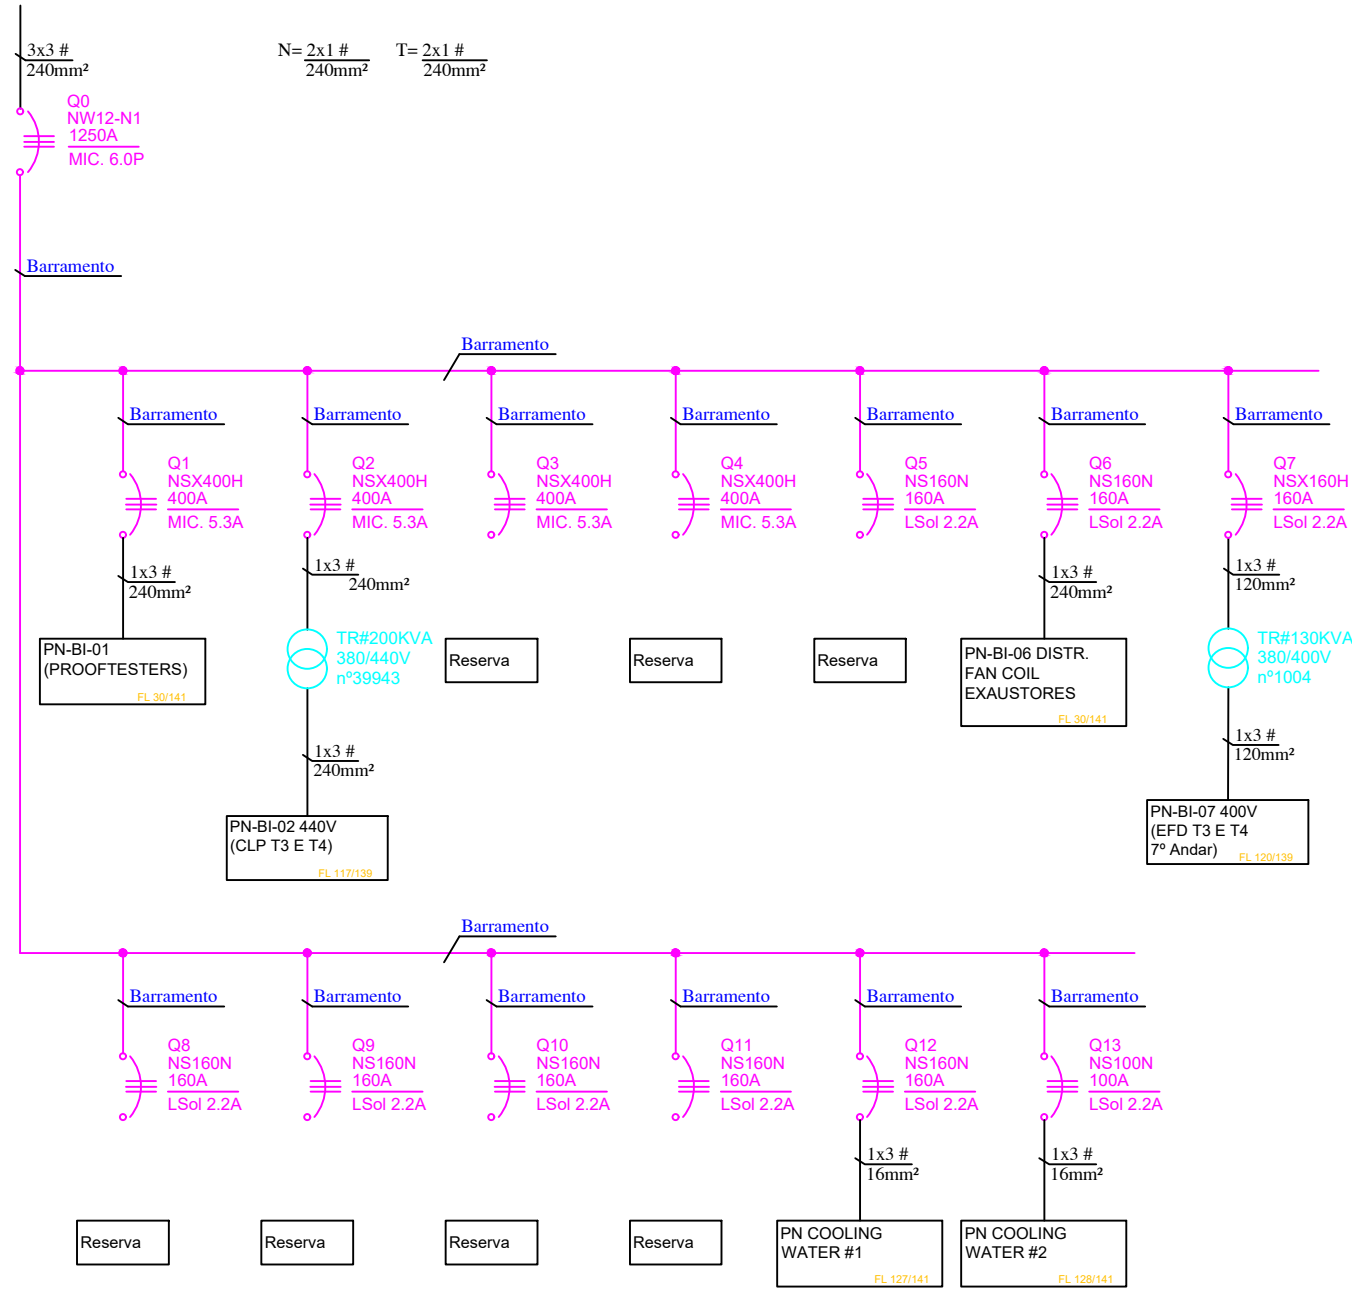 3x3 #
240mm²
N= 2x1 #
240mm²
T= 2x1 #
240mm²
Q0
NW12-N1
1250A
MIC. 6.0P
Barramento
Barramento
Barramento
Barramento
Barramento
Barramento
Barramento
Barramento
Barramento
Q1
NSX400H
400A
MIC. 5.3A
Q2
NSX400H
400A
MIC. 5.3A
Q3
NSX400H
400A
MIC. 5.3A
Q4
NSX400H
400A
MIC. 5.3A
Q5
NS160N
160A
LSol 2.2A
Q6
NS160N
160A
LSol 2.2A
Q7
NSX160H
160A
LSol 2.2A
1x3 #
240mm²
1x3 #
240mm²
1x3 #
240mm²
1x3 #
120mm²
PN-BI-01
(PROOFTESTERS)
FL 30/141
TR#200KVA
380/440V
nº39943
Reserva
Reserva
Reserva
PN-BI-06 DISTR.
FAN COIL
EXAUSTORES
FL 30/141
TR#130KVA
380/400V
nº1004
1x3 #
240mm²
1x3 #
120mm²
PN-BI-02 440V
(CLP T3 E T4)
FL 117/139
PN-BI-07 400V
(EFD T3 E T4
7º Andar)
FL 120/139
Barramento
Barramento
Barramento
Barramento
Barramento
Barramento
Barramento
Q8
NS160N
160A
LSol 2.2A
Q9
NS160N
160A
LSol 2.2A
Q10
NS160N
160A
LSol 2.2A
Q11
NS160N
160A
LSol 2.2A
Q12
NS160N
160A
LSol 2.2A
Q13
NS100N
100A
LSol 2.2A
1x3 #
16mm²
1x3 #
16mm²
Reserva
Reserva
Reserva
Reserva
PN COOLING
WATER #1
FL 127/141
PN COOLING
WATER #2
FL 128/141